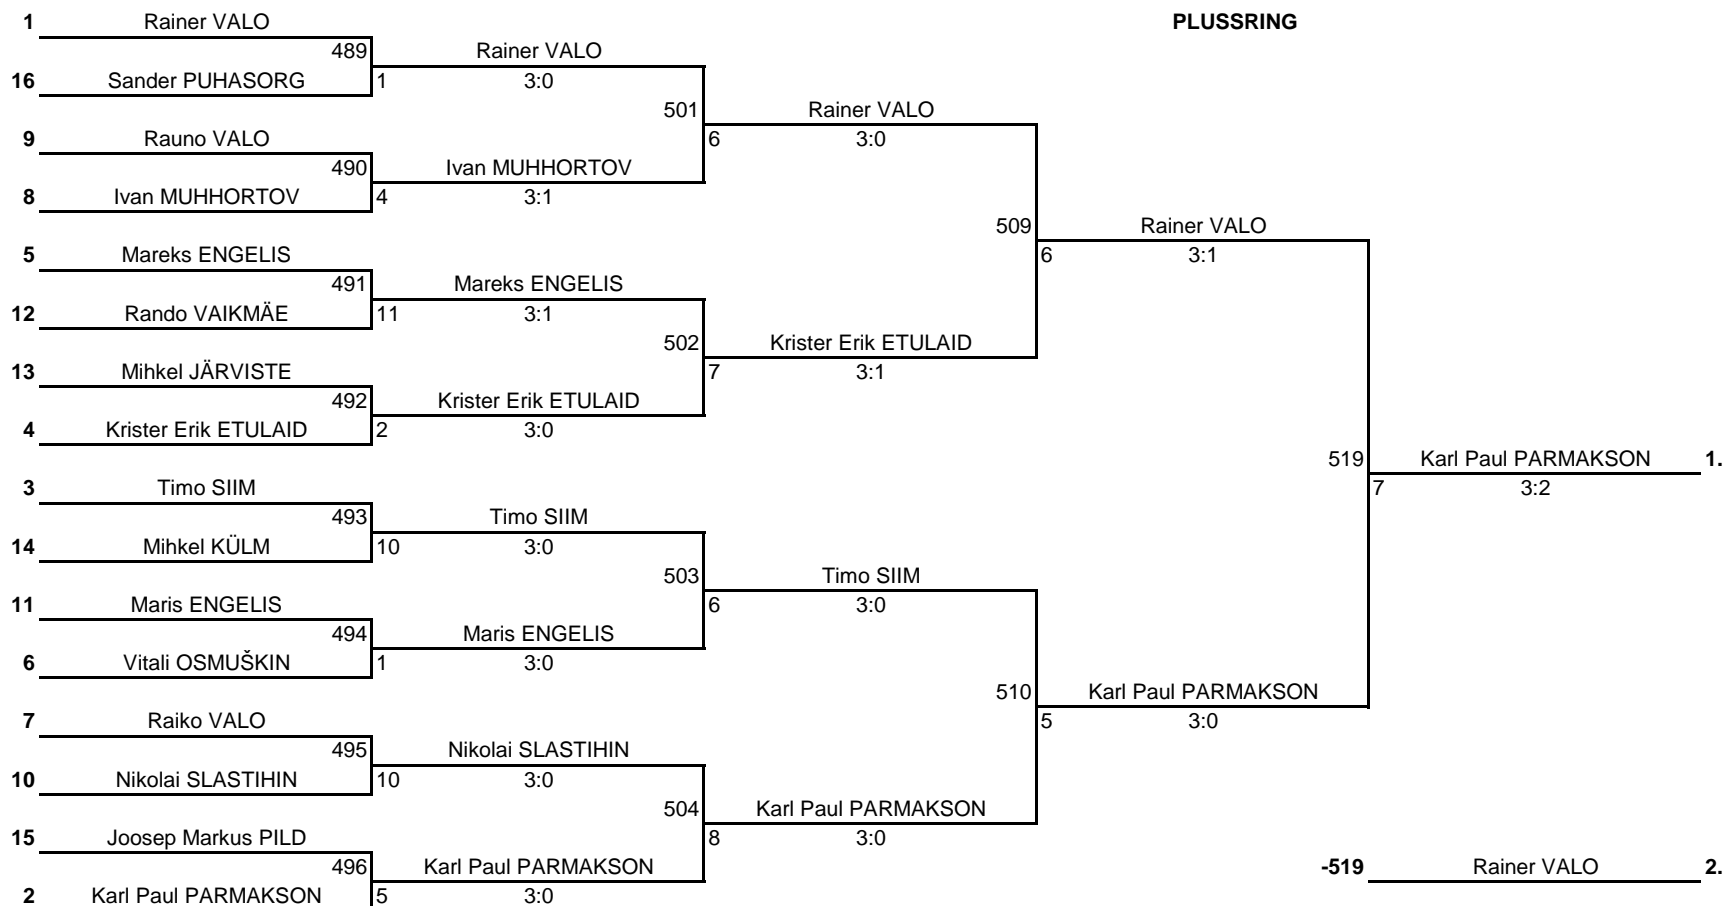 1 Rainer VALO PLUSSRING
489 Rainer VALO
16 Sander PUHASORG 1 3:0
501 Rainer VALO
9 Rauno VALO 6 3:0
490 Ivan MUHHORTOV
8 Ivan MUHHORTOV 4 3:1
509 Rainer VALO
5 Mareks ENGELIS 6 3:1
491 Mareks ENGELIS
12 Rando VAIKMÄE 11 3:1
502 Krister Erik ETULAID
13 Mihkel JÄRVISTE 7 3:1
492 Krister Erik ETULAID
4 Krister Erik ETULAID 2 3:0
519 Karl Paul PARMAKSON 1.
3 Timo SIIM 7 3:2
493 Timo SIIM
14 Mihkel KÜLM 10 3:0
503 Timo SIIM
11 Maris ENGELIS 6 3:0
494 Maris ENGELIS
6 Vitali OSMUŠKIN 1 3:0
510 Karl Paul PARMAKSON
7 Raiko VALO 5 3:0
495 Nikolai SLASTIHIN
10 Nikolai SLASTIHIN 10 3:0
504 Karl Paul PARMAKSON
15 Joosep Markus PILD 8 3:0
496 Karl Paul PARMAKSON -519 Rainer VALO 2.
2 Karl Paul PARMAKSON 5 3:0